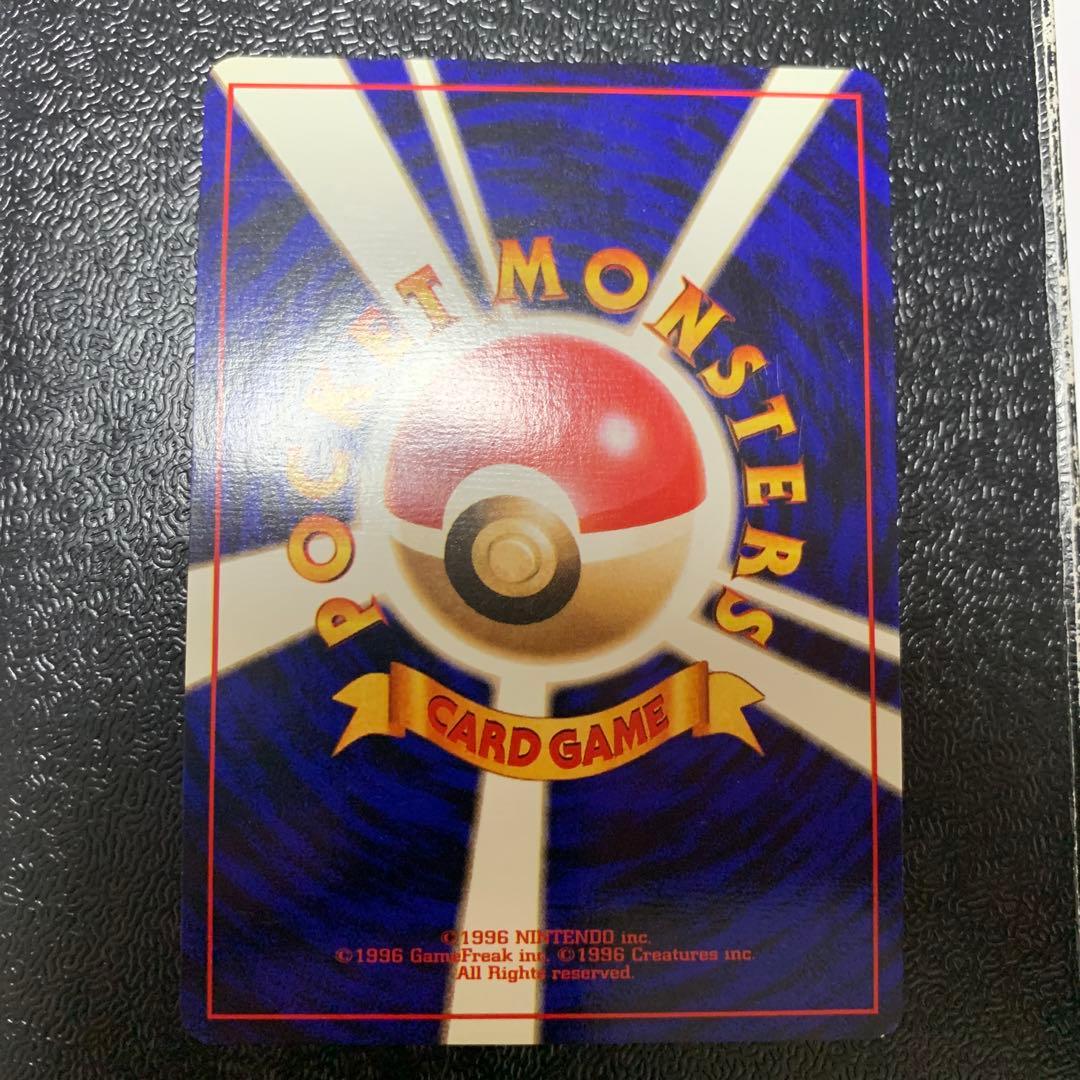 POCKET MONSTERS
CARD GAME
©1996 NINTENDO inc.
©1996 GameFreak inc. ©1996 Creatures inc.
All Rights reserved.